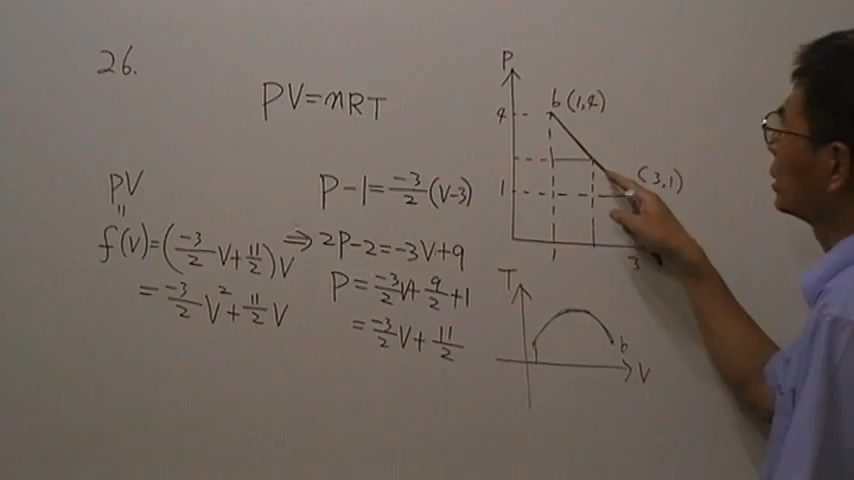 26.
PV=nRT
PV
||
f(V)=(-3/2 V+11/2)V
=-3/2 V²+11/2 V
P-1=-3/2(V-3)
⇒2P-2=-3V+9
P=-3/2 V+9/2+1
=-3/2 V+11/2
P
b(1,4)
4
(3,1)
1
1
3
T
b
V